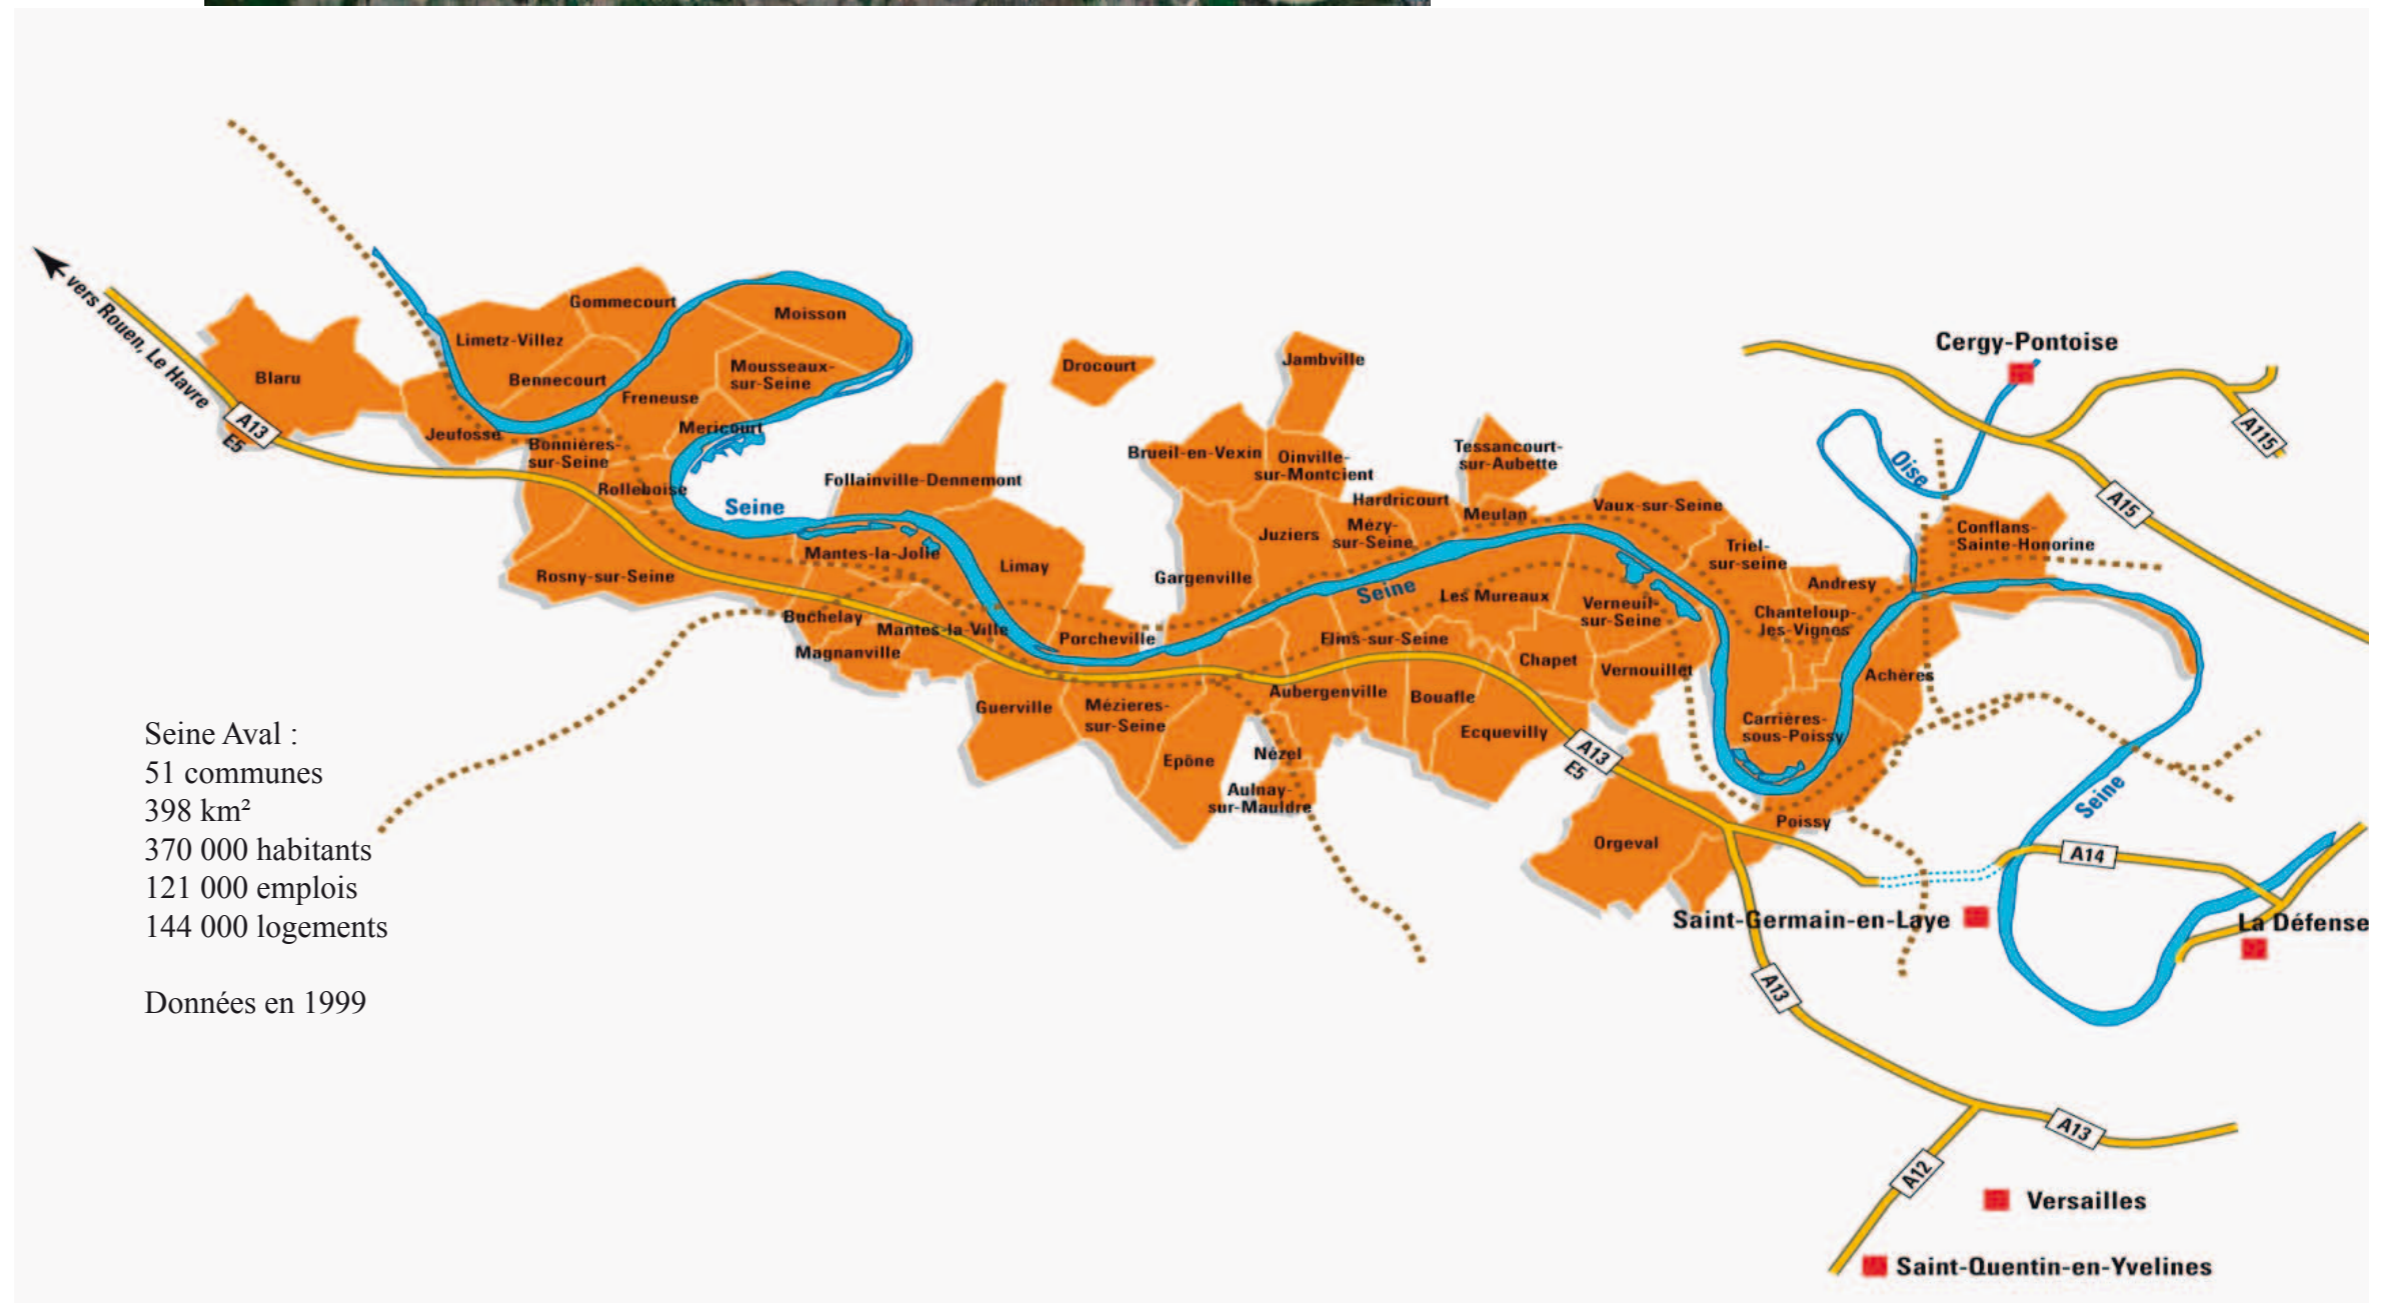 vers Rouen, Le Havre
A13
E5
Blaru
Limetz-Villez
Gommecourt
Bennecourt
Jeufosse
Moisson
Mousseaux-
sur-Seine
Freneuse
Mericourt
Bonnières-
sur-Seine
Rolleboise
Rosny-sur-Seine
Seine
Follainville-Dennemont
Mantes-la-Jolie
Limay
Buchelay
Mantes-la-Ville
Magnanville
Porcheville
Guerville
Mézieres-
sur-Seine
Epône
Nézel
Aulnay-
sur-Mauldre
Drocourt
Jambville
Brueil-en-Vexin
Oinville-
sur-Montcient
Tessancourt-
sur-Aubette
Hardricourt
Meulan
Juziers
Mézy-
sur-Seine
Gargenville
Vaux-sur-Seine
Seine
Les Mureaux
Elins-sur-Seine
Aubergenville
Bouafle
Ecquevilly
Chapet
Verneuil-
sur-Seine
Vernouillet
Triel-
sur-seine
Andresy
Chanteloup-
les-Vignes
Carrières-
sous-Poissy
Achères
Conflans-
Sainte-Honorine
Poissy
Orgeval
A13
E5
Cergy-Pontoise
Oise
A115
A15
Seine
A14
Saint-Germain-en-Laye
La Défense
A13
A13
A12
Versailles
Saint-Quentin-en-Yvelines
Seine Aval :
51 communes
398 km²
370 000 habitants
121 000 emplois
144 000 logements
Données en 1999